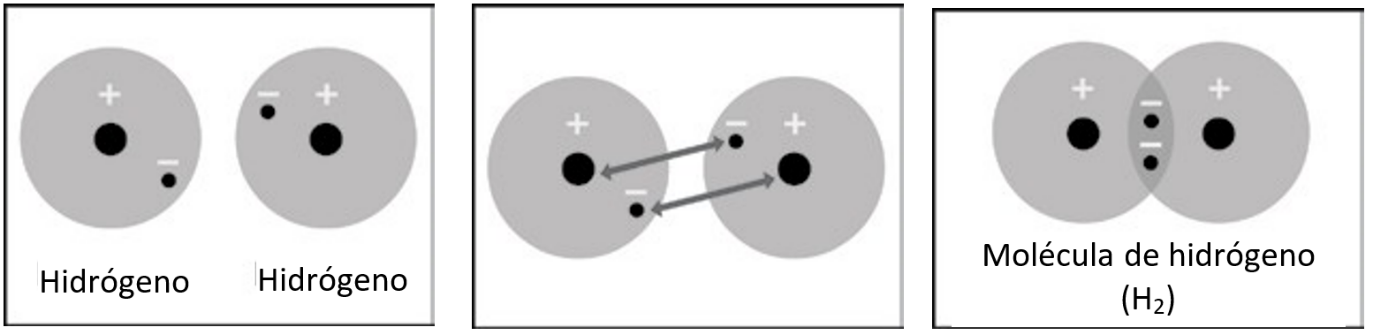 +
−
Hidrógeno
− +
Hidrógeno
+
−
− +
+ +
−
−
Molécula de hidrógeno
(H₂)